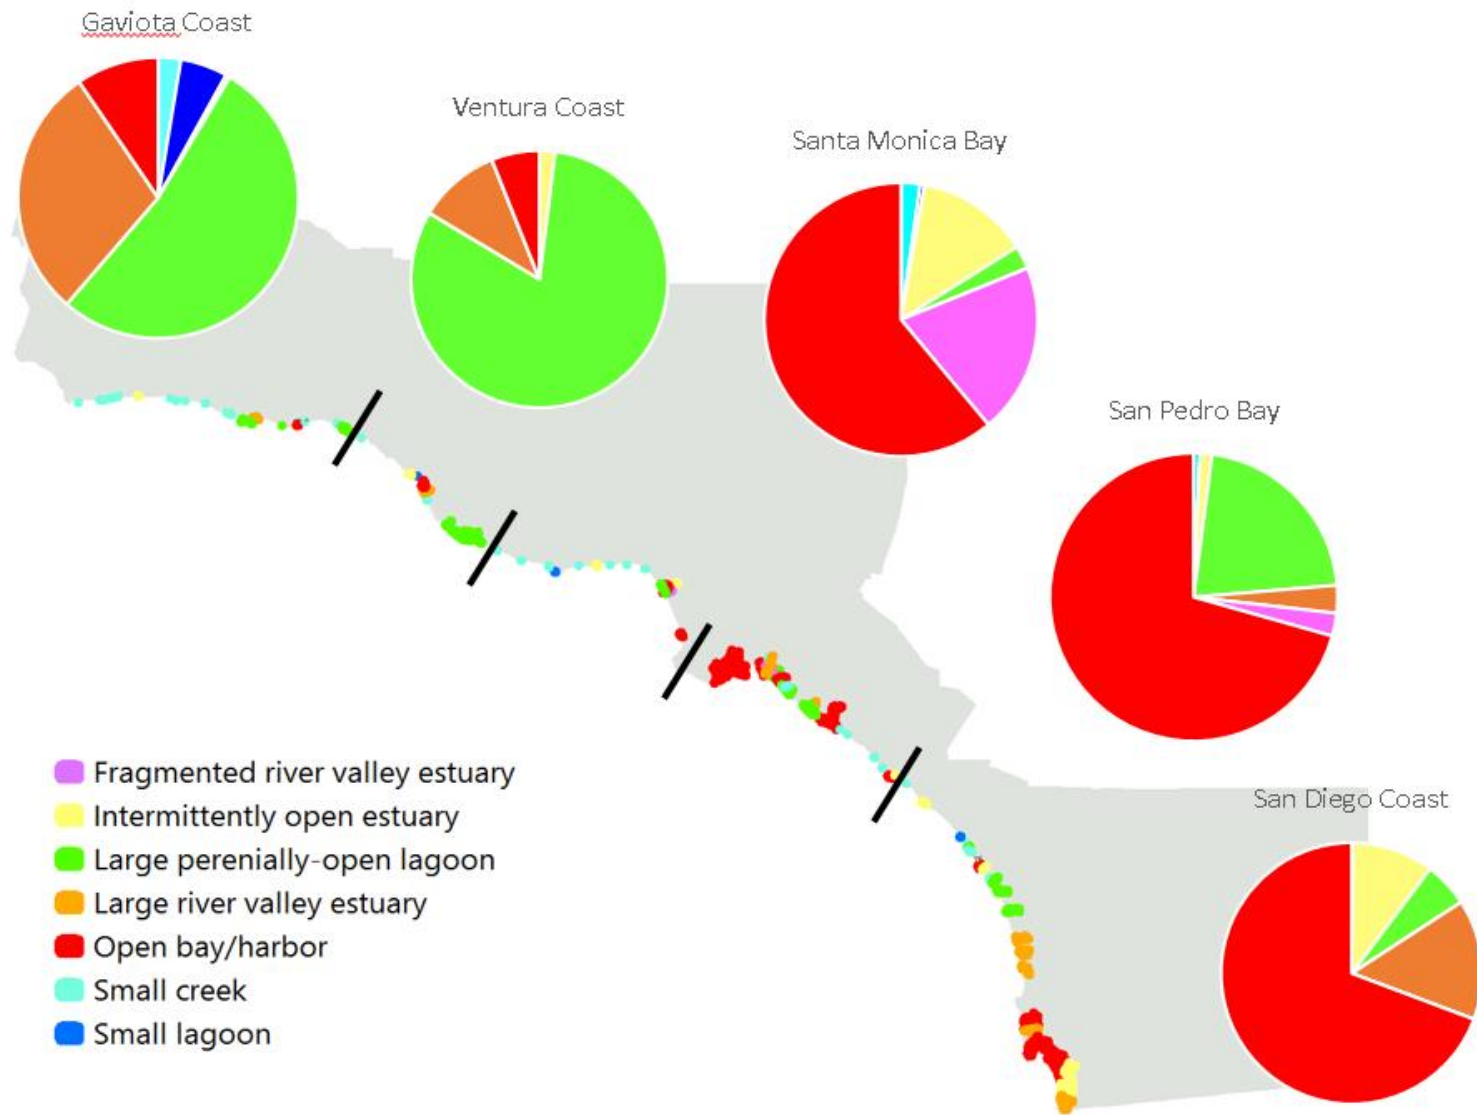 Gaviota Coast
Ventura Coast
Santa Monica Bay
San Pedro Bay
San Diego Coast
Fragmented river valley estuary
Intermittently open estuary
Large perenially-open lagoon
Large river valley estuary
Open bay/harbor
Small creek
Small lagoon